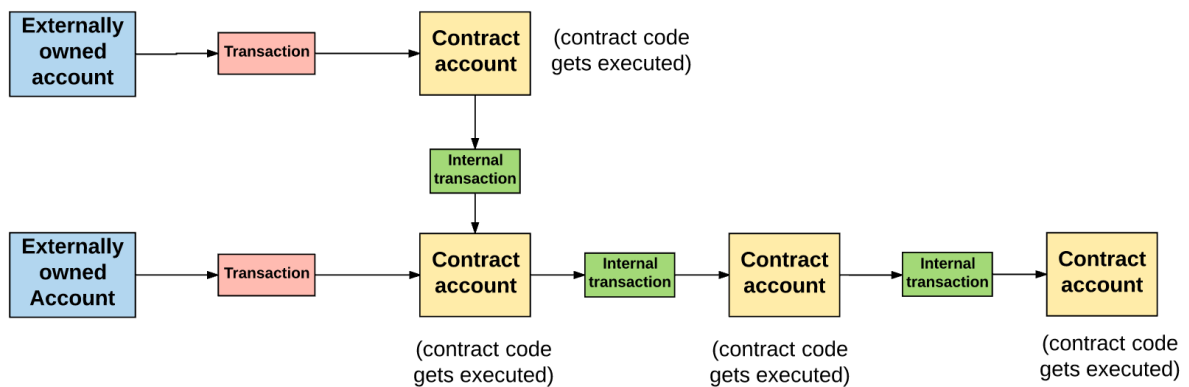 Externally
owned
account
Transaction
Contract
account
(contract code
gets executed)
Internal
transaction
Externally
owned
Account
Transaction
Contract
account
Internal
transaction
Contract
account
Internal
transaction
Contract
account
(contract code
gets executed)
(contract code
gets executed)
(contract code
gets executed)